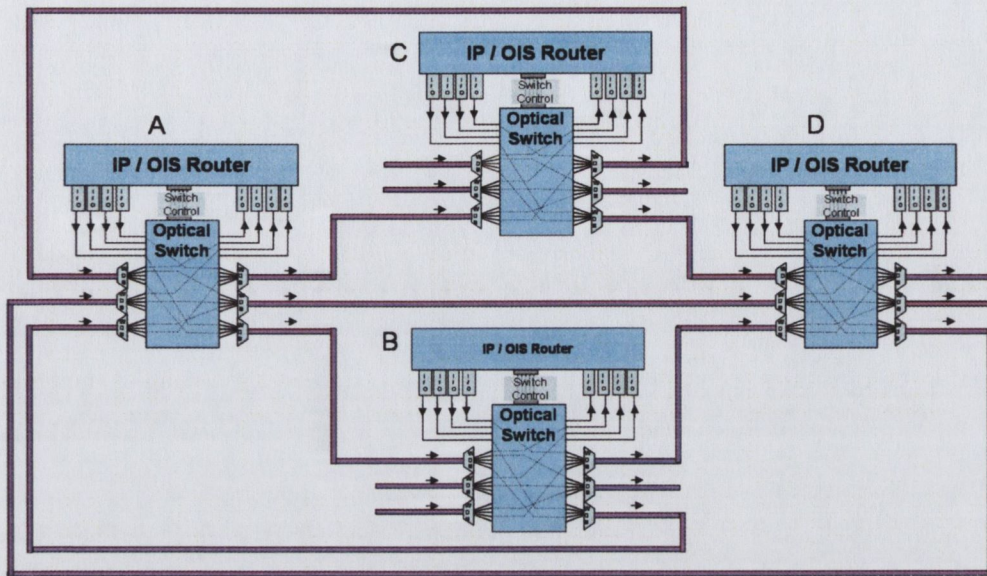 C
IP / OIS Router
I/O I/O I/O I/O
I/O I/O I/O I/O
Switch
Control
Optical
Switch
A
IP / OIS Router
I/O I/O I/O I/O
I/O I/O I/O I/O
Switch
Control
Optical
Switch
D
IP / OIS Router
I/O I/O I/O I/O
I/O I/O I/O I/O
Switch
Control
Optical
Switch
B
IP / OIS Router
I/O I/O I/O I/O
I/O I/O I/O I/O
Switch
Control
Optical
Switch